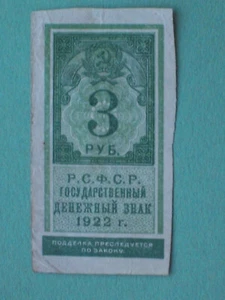 3
РУБ.
Р.С.Ф.С.Р.
ГОСУДАРСТВЕННЫЙ
ДЕНЕЖНЫЙ ЗНАК
1922 г.
ПОДДЕЛКА ПРЕСЛЕДУЕТСЯ
ПО ЗАКОНУ.